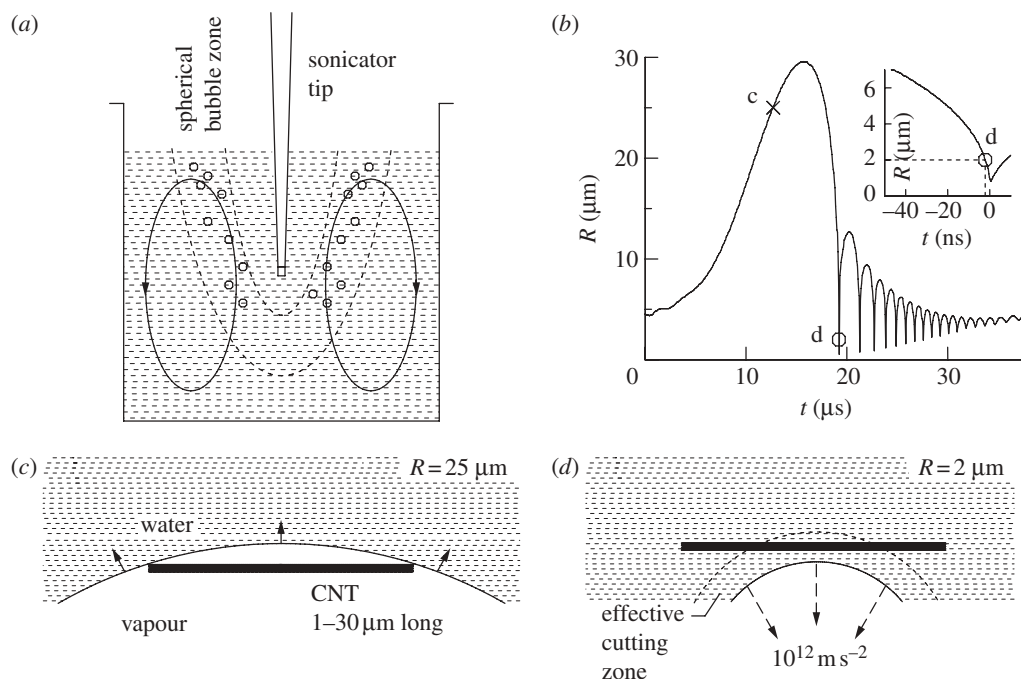 (a)
spherical
bubble zone
sonicator
tip
(b)
30
20
10
R (μm)
0
10
20
30
t (μs)
c
d
6
4
2
0
R (μm)
d
–40
–20
0
t (ns)
(c)
R = 25 μm
water
vapour
CNT
1–30 μm long
(d)
R = 2 μm
effective
cutting
zone
10¹² m s⁻²